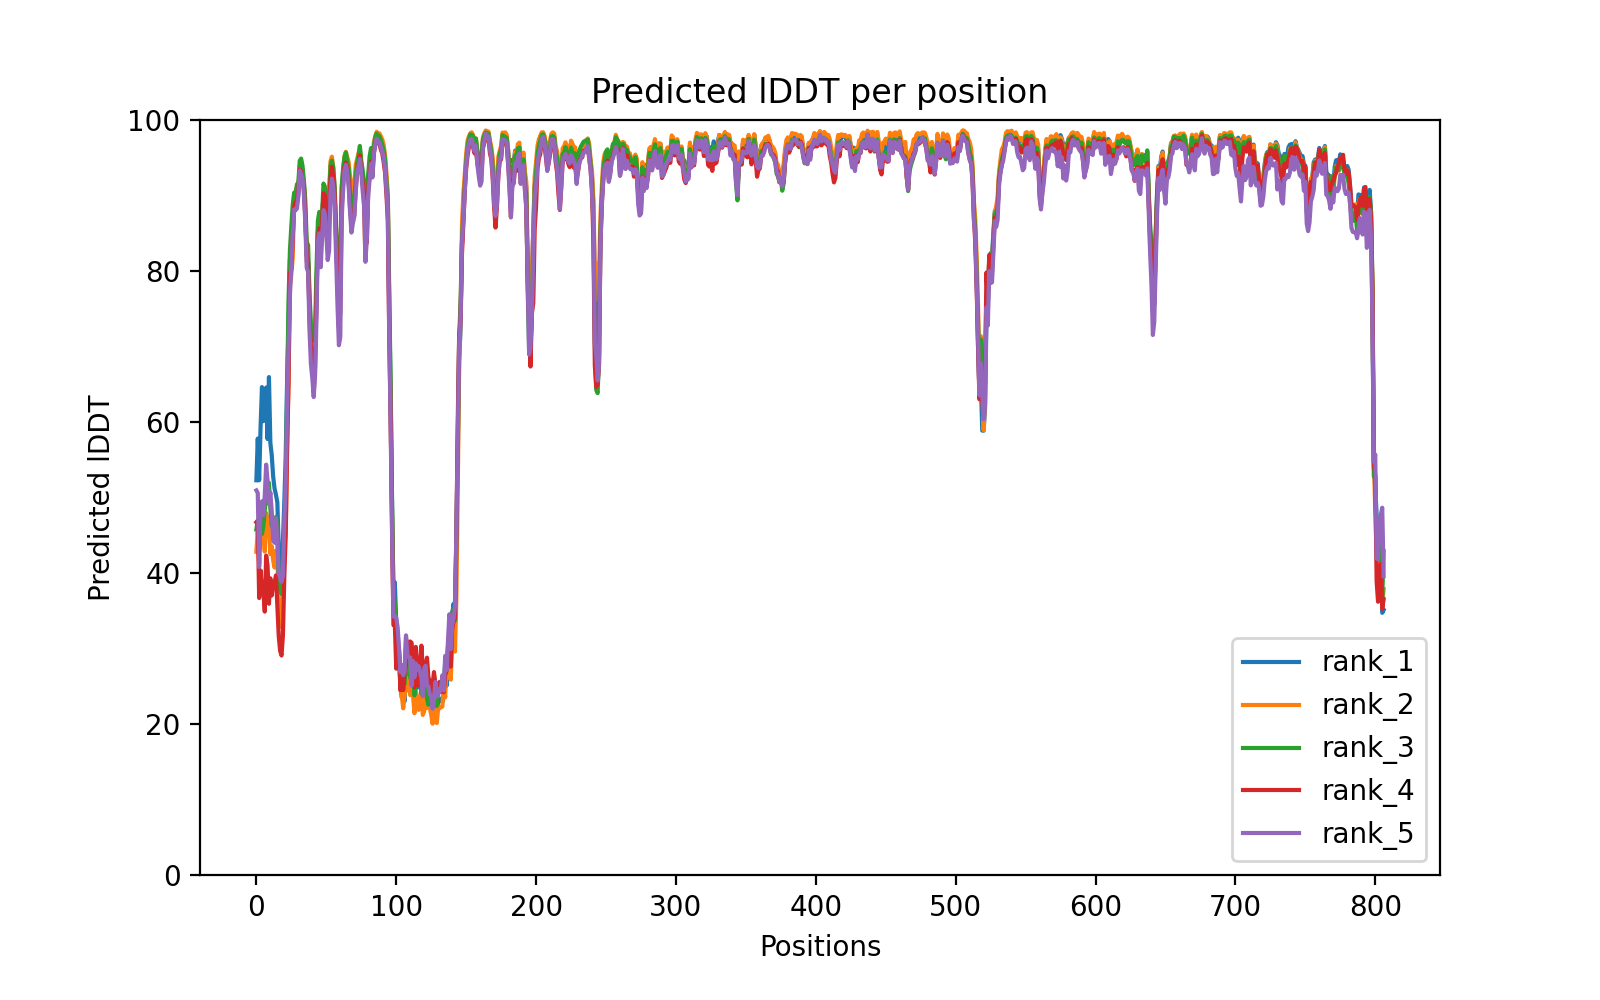 Predicted lDDT per position
100
80
60
40
20
0
Predicted lDDT
0 100 200 300 400 500 600 700 800
Positions
rank_1
rank_2
rank_3
rank_4
rank_5